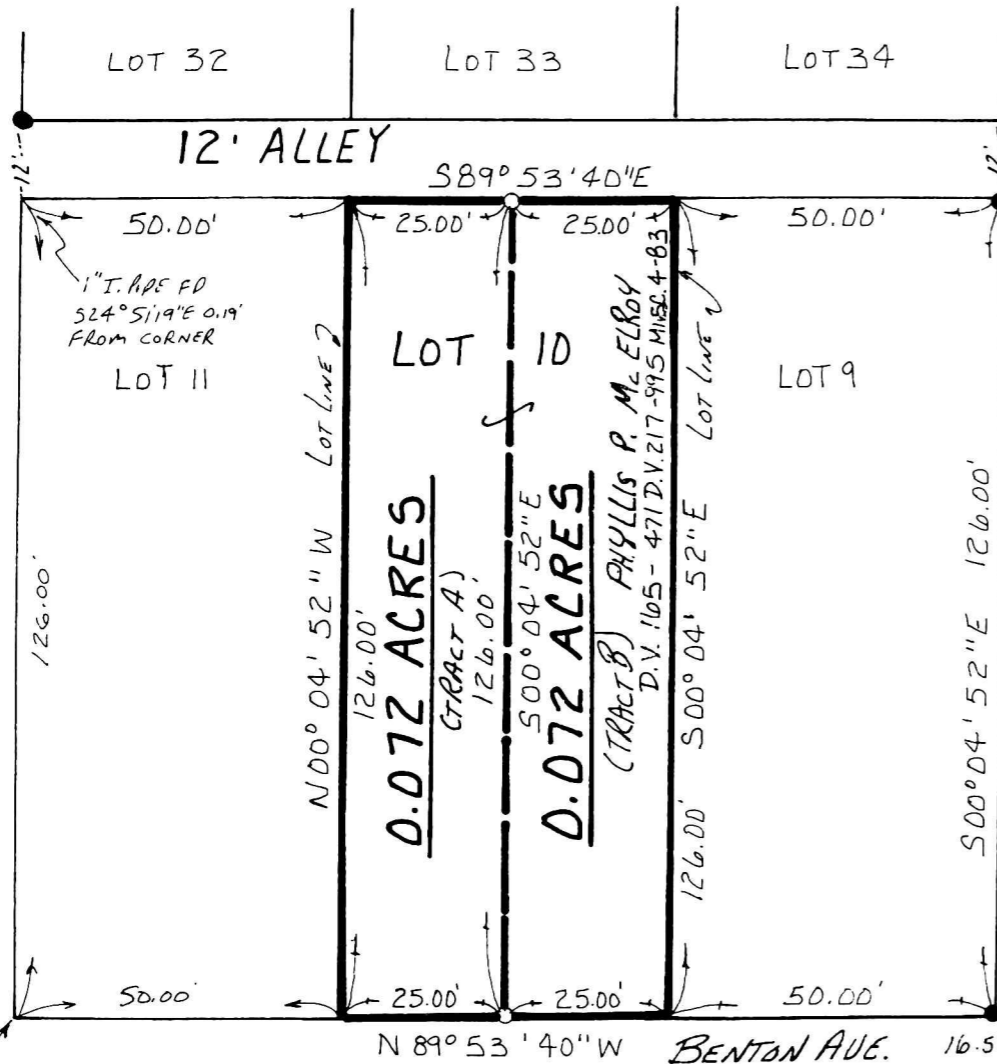 LOT 32
LOT 33
LOT 34
12'
12' ALLEY
12'
S89° 53' 40"E
50.00'
25.00'
25.00'
50.00'
1" I. PIPE FD
S24° 51'19"E 0.19'
FROM CORNER
LOT 11
LOT 10
LOT 9
LOT LINE
LOT LINE
126.00'
N00° 04' 52" W
126.00'
0.072 ACRES
(TRACT A)
126.00'
S00° 04' 52"E
0.072 ACRES
(TRACT B) PHYLLIS P. McELROY
D.V. 165-471 D.V. 217-995 MISC. 4-83
S00° 04' 52"E
126.00'
S00° 04' 52"E 126.00'
50.00'
25.00'
25.00'
50.00'
N 89° 53' 40" W
BENTON AVE.
16.5